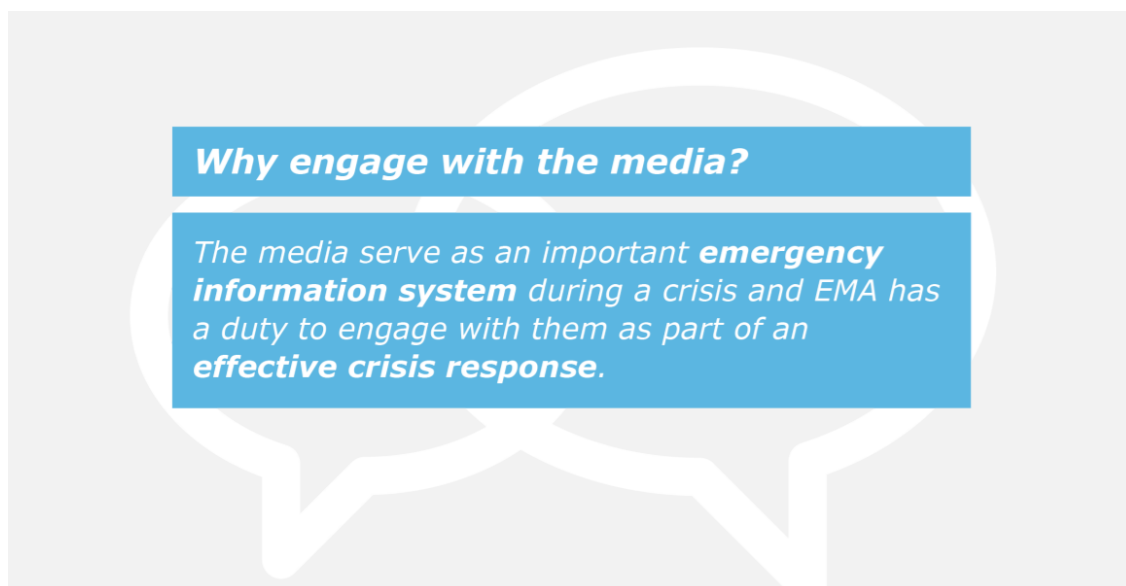 Why engage with the media?
The media serve as an important emergency
information system during a crisis and EMA has
a duty to engage with them as part of an
effective crisis response.